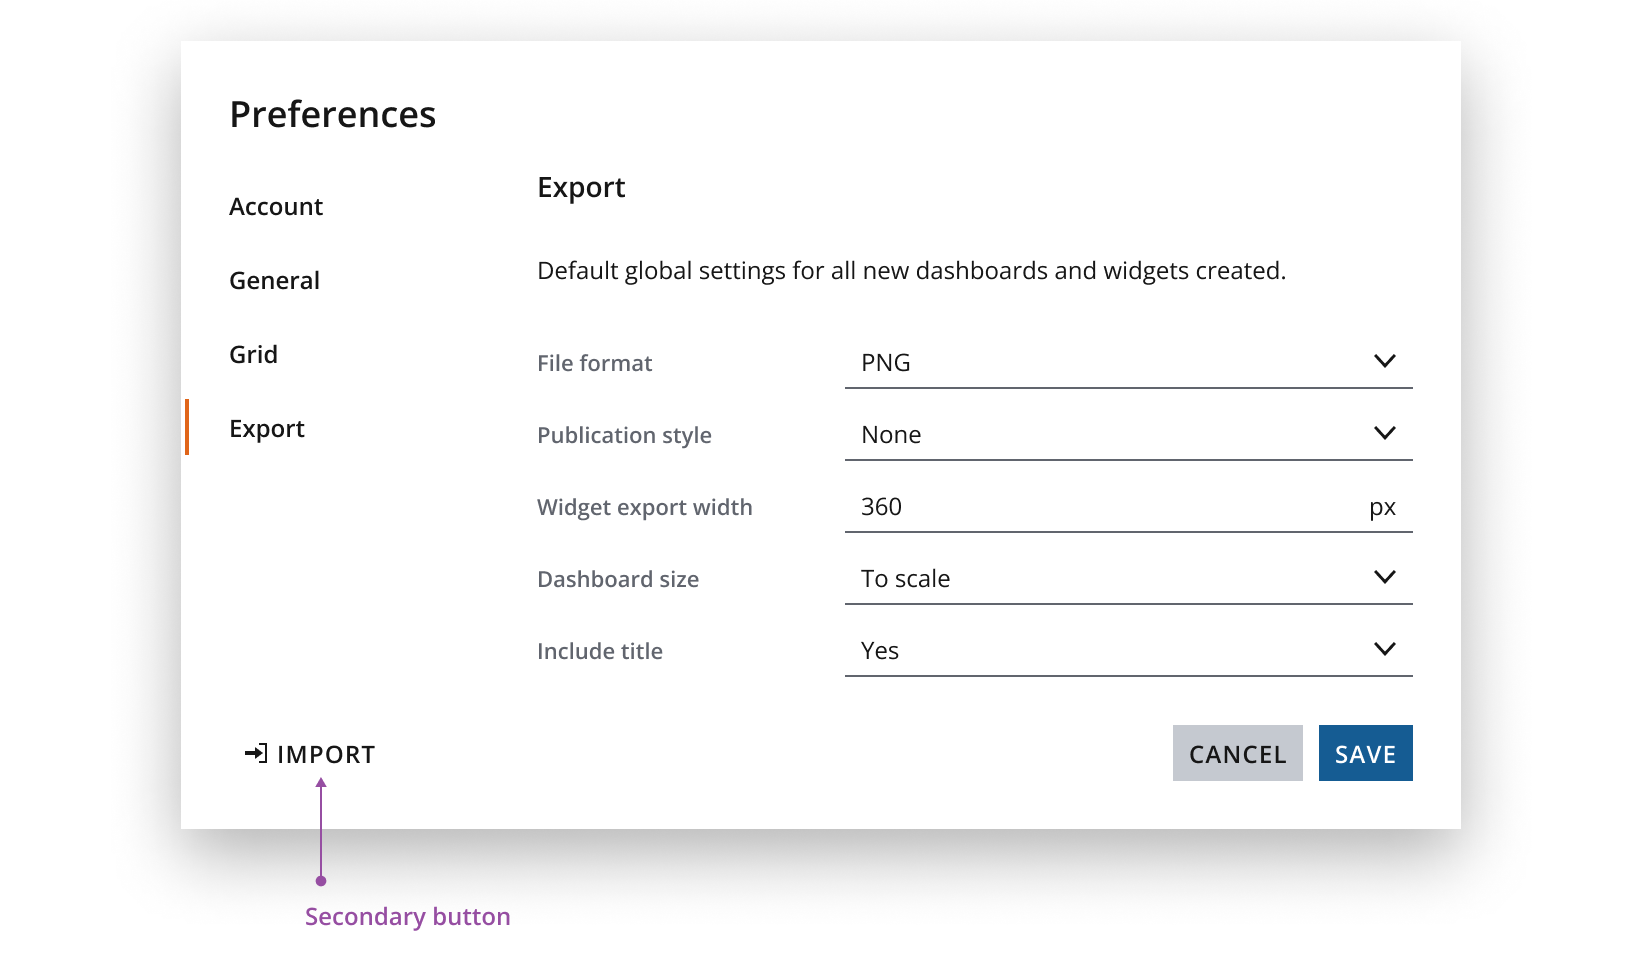 Preferences
Account
General
Grid
Export
Export
Default global settings for all new dashboards and widgets created.
File format PNG
Publication style None
Widget export width 360 px
Dashboard size To scale
Include title Yes
IMPORT CANCEL SAVE
Secondary button